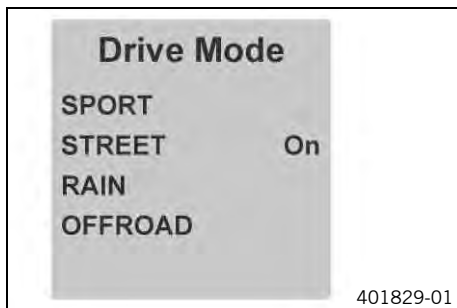 Drive Mode
SPORT
STREET On
RAIN
OFFROAD
401829-01